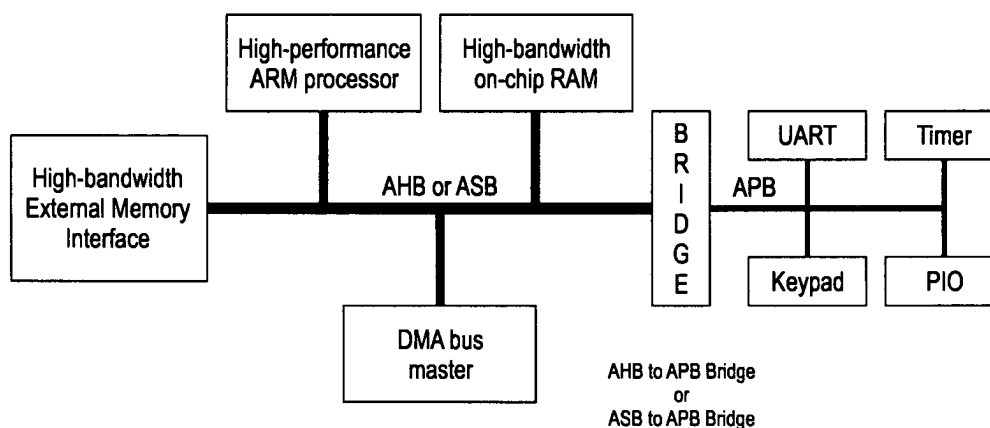 High-performance
ARM processor
High-bandwidth
on-chip RAM
High-bandwidth
External Memory
Interface
AHB or ASB
B
R
I
D
G
E
APB
UART
Timer
Keypad
PIO
DMA bus
master
AHB to APB Bridge
or
ASB to APB Bridge